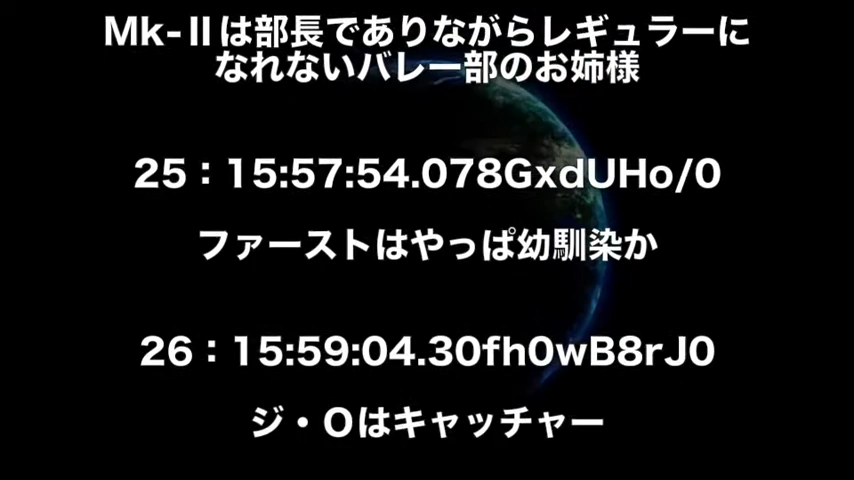 Mk-Ⅱは部長でありながらレギュラーに
なれないバレー部のお姉様
25：15:57:54.078GxdUHo/0
ファーストはやっぱ幼馴染か
26：15:59:04.30fh0wB8rJ0
ジ・Oはキャッチャー